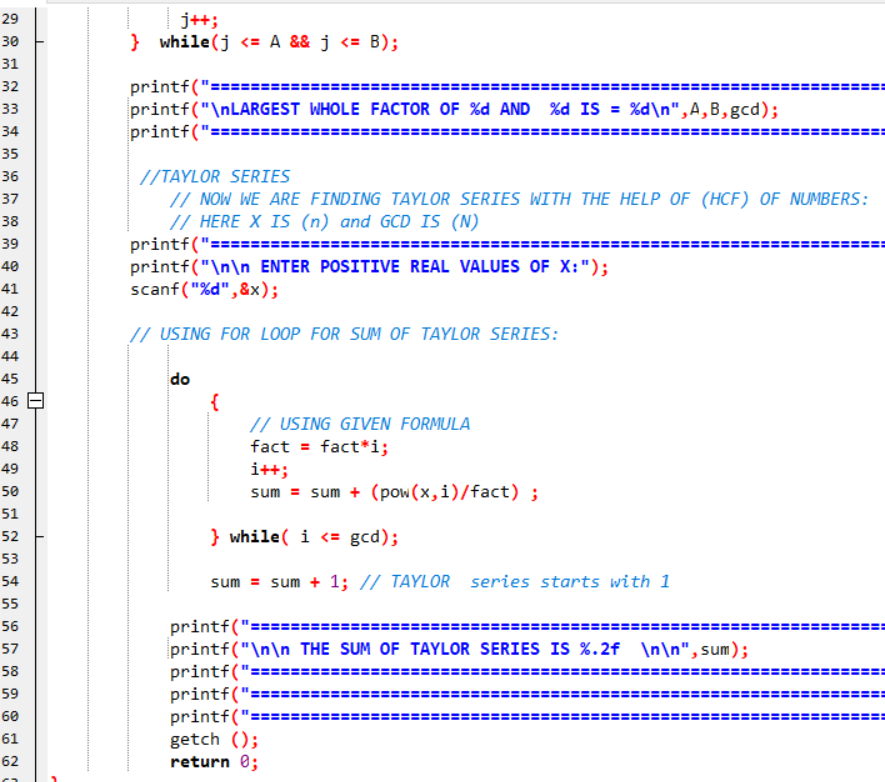 29 j++;
30 } while(j <= A && j <= B);
31
32 printf("====================================================================
33 printf("\nLARGEST WHOLE FACTOR OF %d AND  %d IS = %d\n",A,B,gcd);
34 printf("====================================================================
35
36 //TAYLOR SERIES
37 // NOW WE ARE FINDING TAYLOR SERIES WITH THE HELP OF (HCF) OF NUMBERS:
38 // HERE X IS (n) and GCD IS (N)
39 printf("====================================================================
40 printf("\n\n ENTER POSITIVE REAL VALUES OF X:");
41 scanf("%d",&x);
42
43 // USING FOR LOOP FOR SUM OF TAYLOR SERIES:
44
45 do
46 {
47 // USING GIVEN FORMULA
48 fact = fact*i;
49 i++;
50 sum = sum + (pow(x,i)/fact) ;
51
52 } while( i <= gcd);
53
54 sum = sum + 1; // TAYLOR  series starts with 1
55
56 printf("================================================================
57 printf("\n\n THE SUM OF TAYLOR SERIES IS %.2f  \n\n",sum);
58 printf("================================================================
59 printf("================================================================
60 printf("================================================================
61 getch ();
62 return 0;